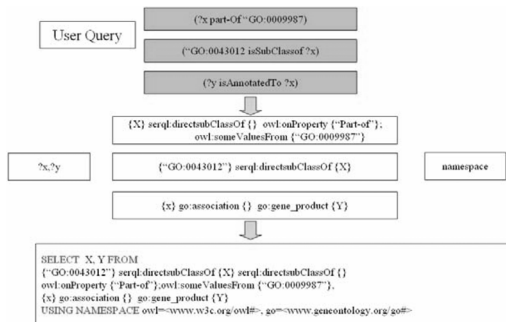 (?x part-Of “GO:0009987)
User Query
(“GO:0043012 isSubClassof ?x)
(?y isAnnotatedTo ?x)
{X} serql:directsubClassOf {} owl:onProperty {“Part-of”};
owl:someValuesFrom {“GO:0009987”}
?x,?y
{“GO:0043012”} serql:directsubClassOf {X}
namespace
{x} go:association {} go:gene_product {Y}
SELECT X, Y FROM
{“GO:0043012”} serql:directsubClassOf {X} serql:directsubClassOf {}
owl:onProperty {“Part-of”};owl:someValuesFrom {“GO:0009987”},
{x} go:association {} go:gene_product {Y}
USING NAMESPACE owl=<www.w3c.org/owl#>, go=<www.geneontology.org/go#>